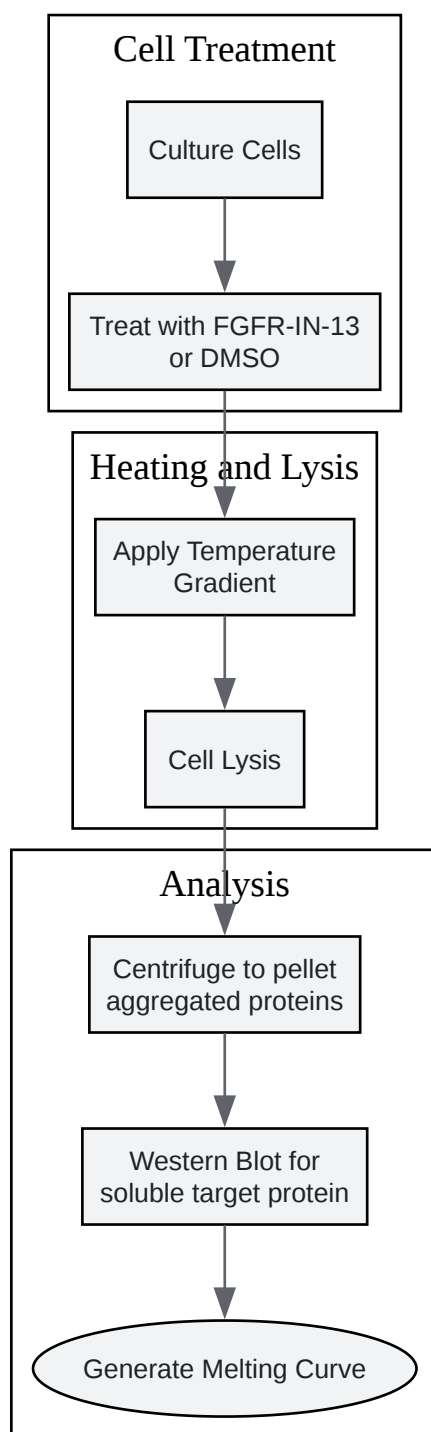 Cell Treatment
Culture Cells
Treat with FGFR-IN-13
or DMSO
Heating and Lysis
Apply Temperature
Gradient
Cell Lysis
Analysis
Centrifuge to pellet
aggregated proteins
Western Blot for
soluble target protein
Generate Melting Curve